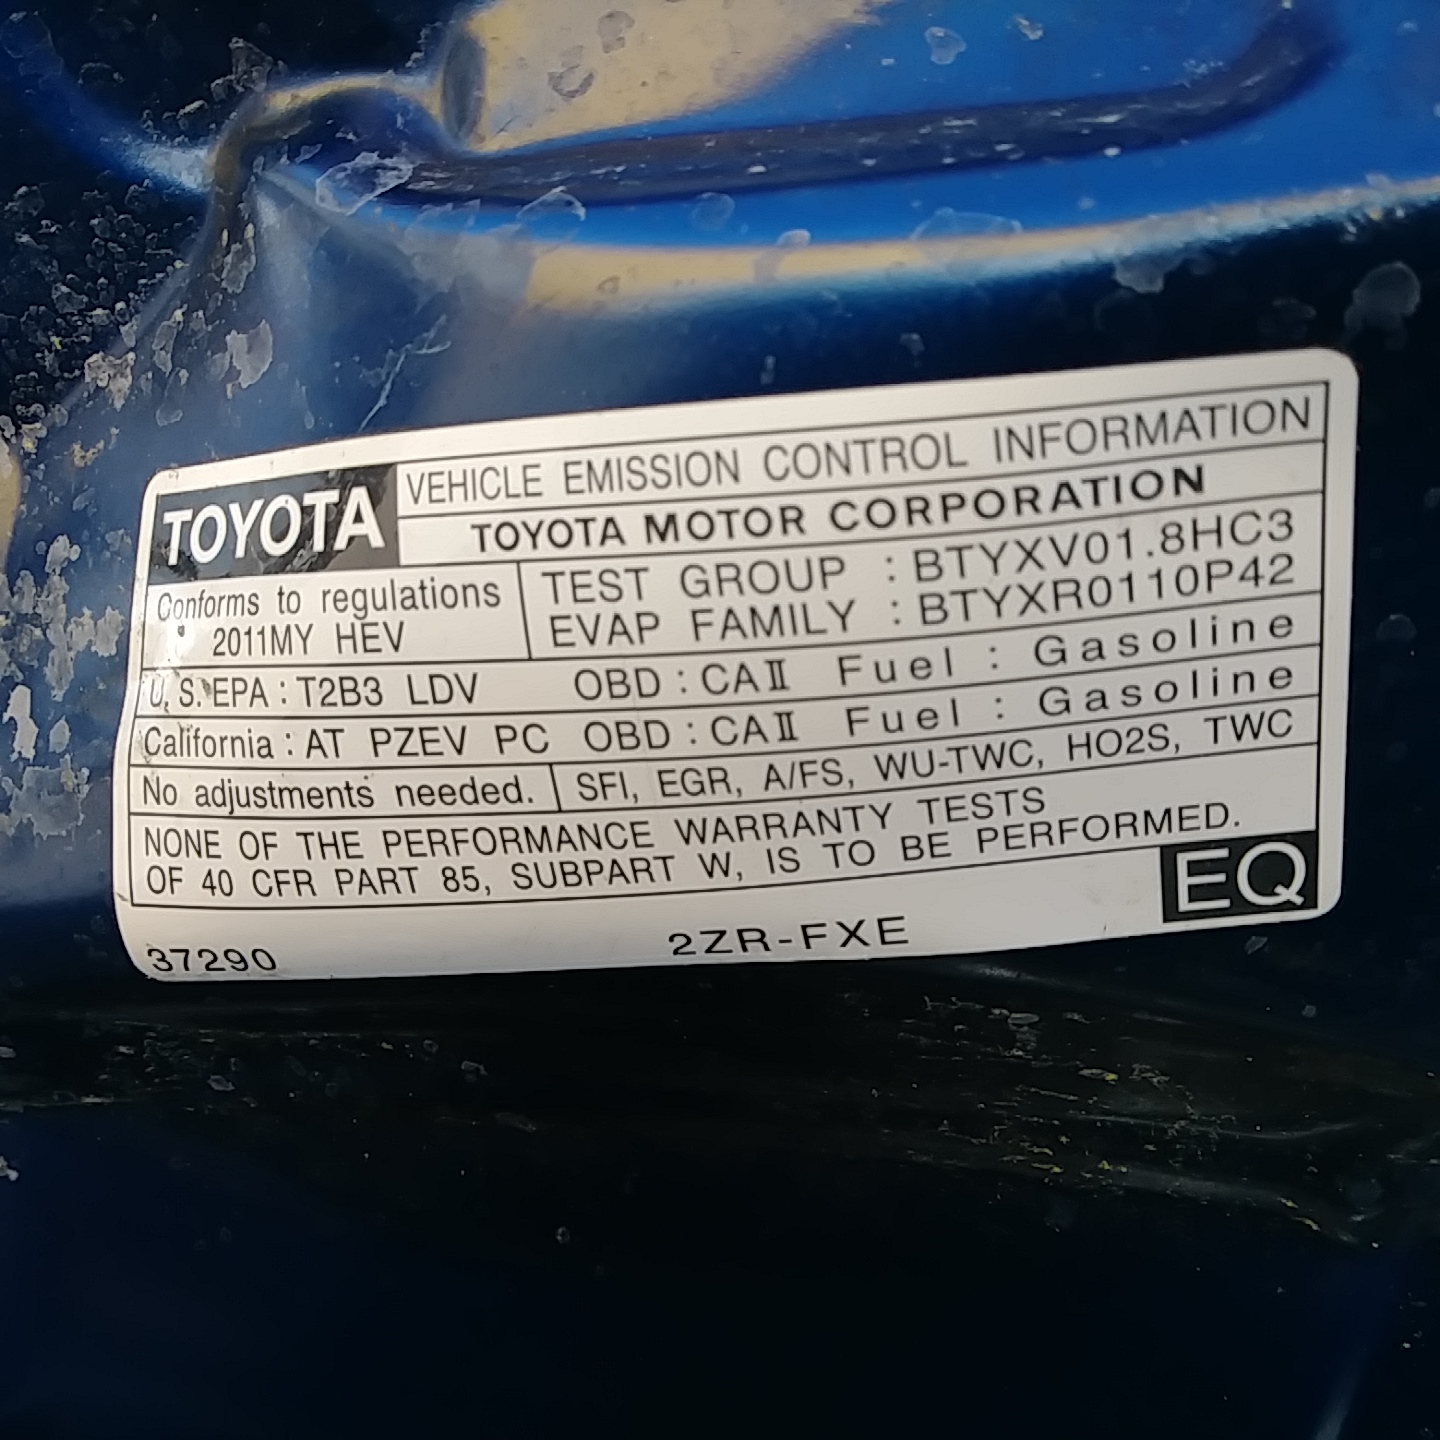 TOYOTA VEHICLE EMISSION CONTROL INFORMATION
TOYOTA MOTOR CORPORATION
Conforms to regulations
2011MY HEV
TEST GROUP : BTYXV01.8HC3
EVAP FAMILY : BTYXR0110P42
U.S.EPA : T2B3 LDV OBD : CAⅡ Fuel : Gasoline
California : AT PZEV PC OBD : CAⅡ Fuel : Gasoline
No adjustments needed. SFI, EGR, A/FS, WU-TWC, HO2S, TWC
NONE OF THE PERFORMANCE WARRANTY TESTS
OF 40 CFR PART 85, SUBPART W, IS TO BE PERFORMED.
EQ
37290 2ZR-FXE